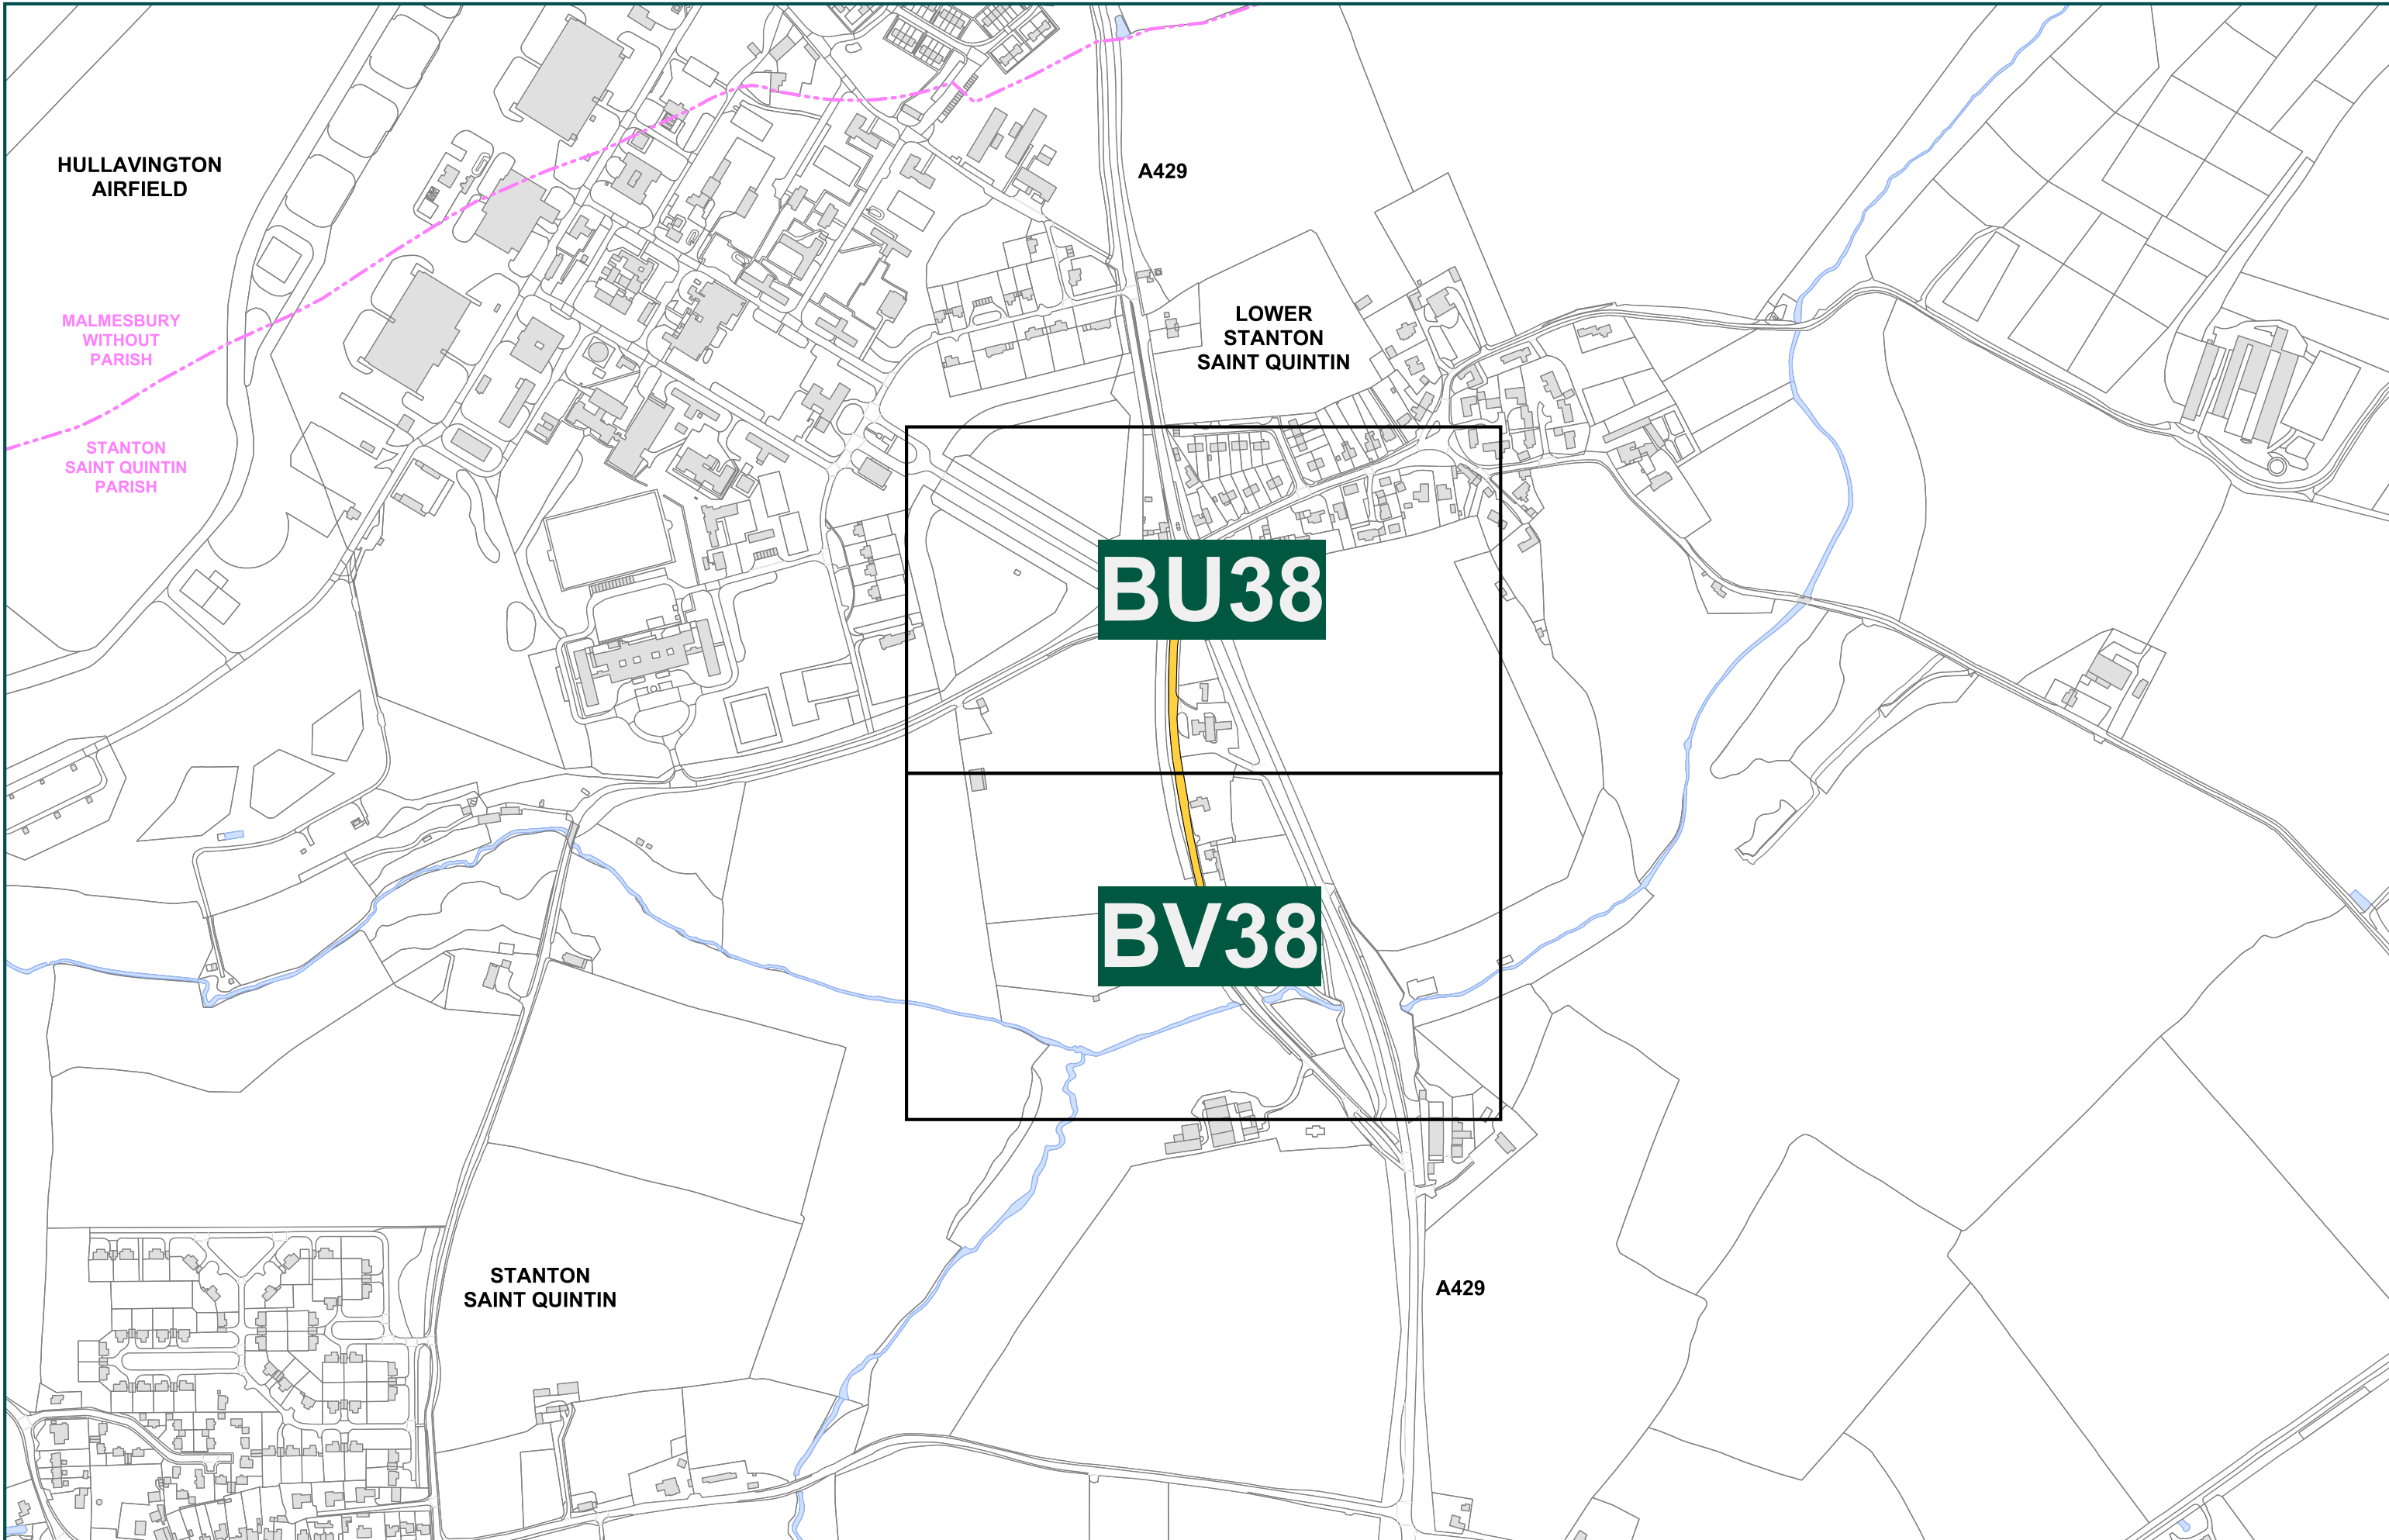 HULLAVINGTON
AIRFIELD
A429
MALMESBURY
WITHOUT
PARISH
LOWER
STANTON
SAINT QUINTIN
STANTON
SAINT QUINTIN
PARISH
BU38
BV38
STANTON
SAINT QUINTIN
A429